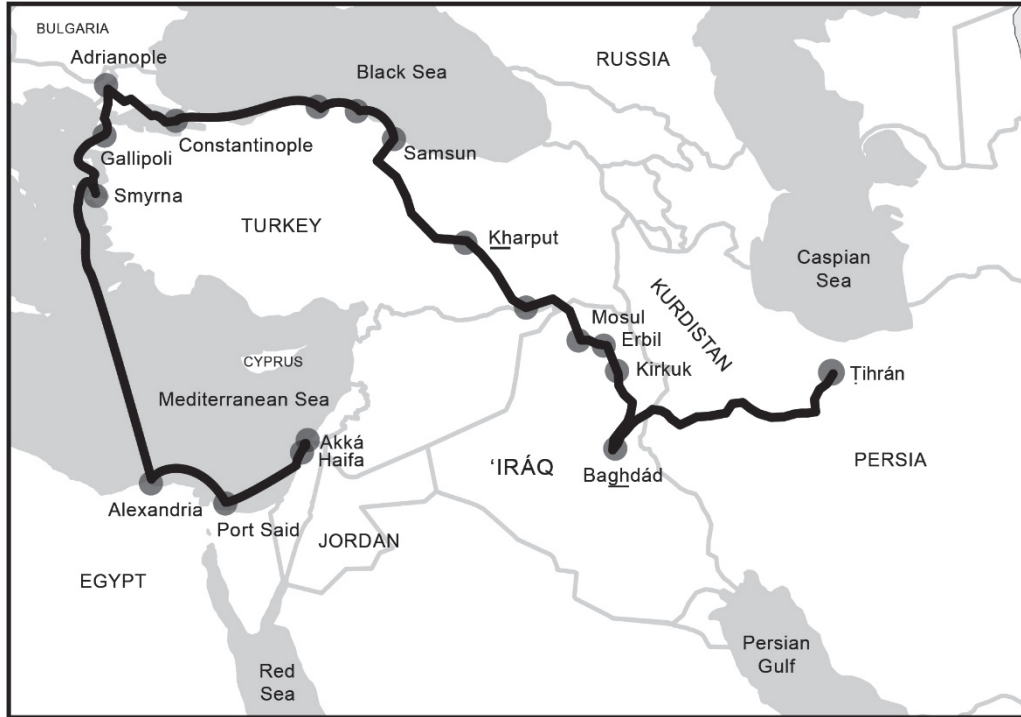 BULGARIA
Adrianople
Black Sea
RUSSIA
Constantinople
Gallipoli
Samsun
Smyrna
TURKEY
Kharput
Caspian
Sea
KURDISTAN
Mosul
Erbil
Kirkuk
CYPRUS
Mediterranean Sea
Ṭihrán
Akká
Haifa
'IRÁQ
Baghdád
PERSIA
Alexandria
Port Said
JORDAN
EGYPT
Persian
Gulf
Red
Sea